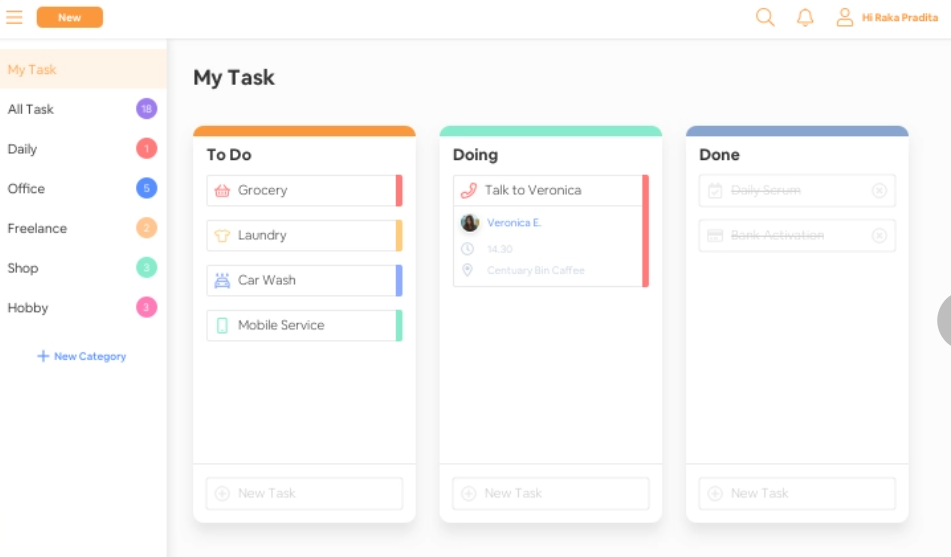 New
Hi Raka Pradita
My Task
All Task 18
Daily 1
Office 5
Freelance 2
Shop 3
Hobby 3
New Category
My Task
To Do
Grocery
Laundry
Car Wash
Mobile Service
New Task
Doing
Talk to Veronica
Veronica E.
14.30
Centuary Bin Caffee
New Task
Done
Daily Scrum
Bank Activation
New Task